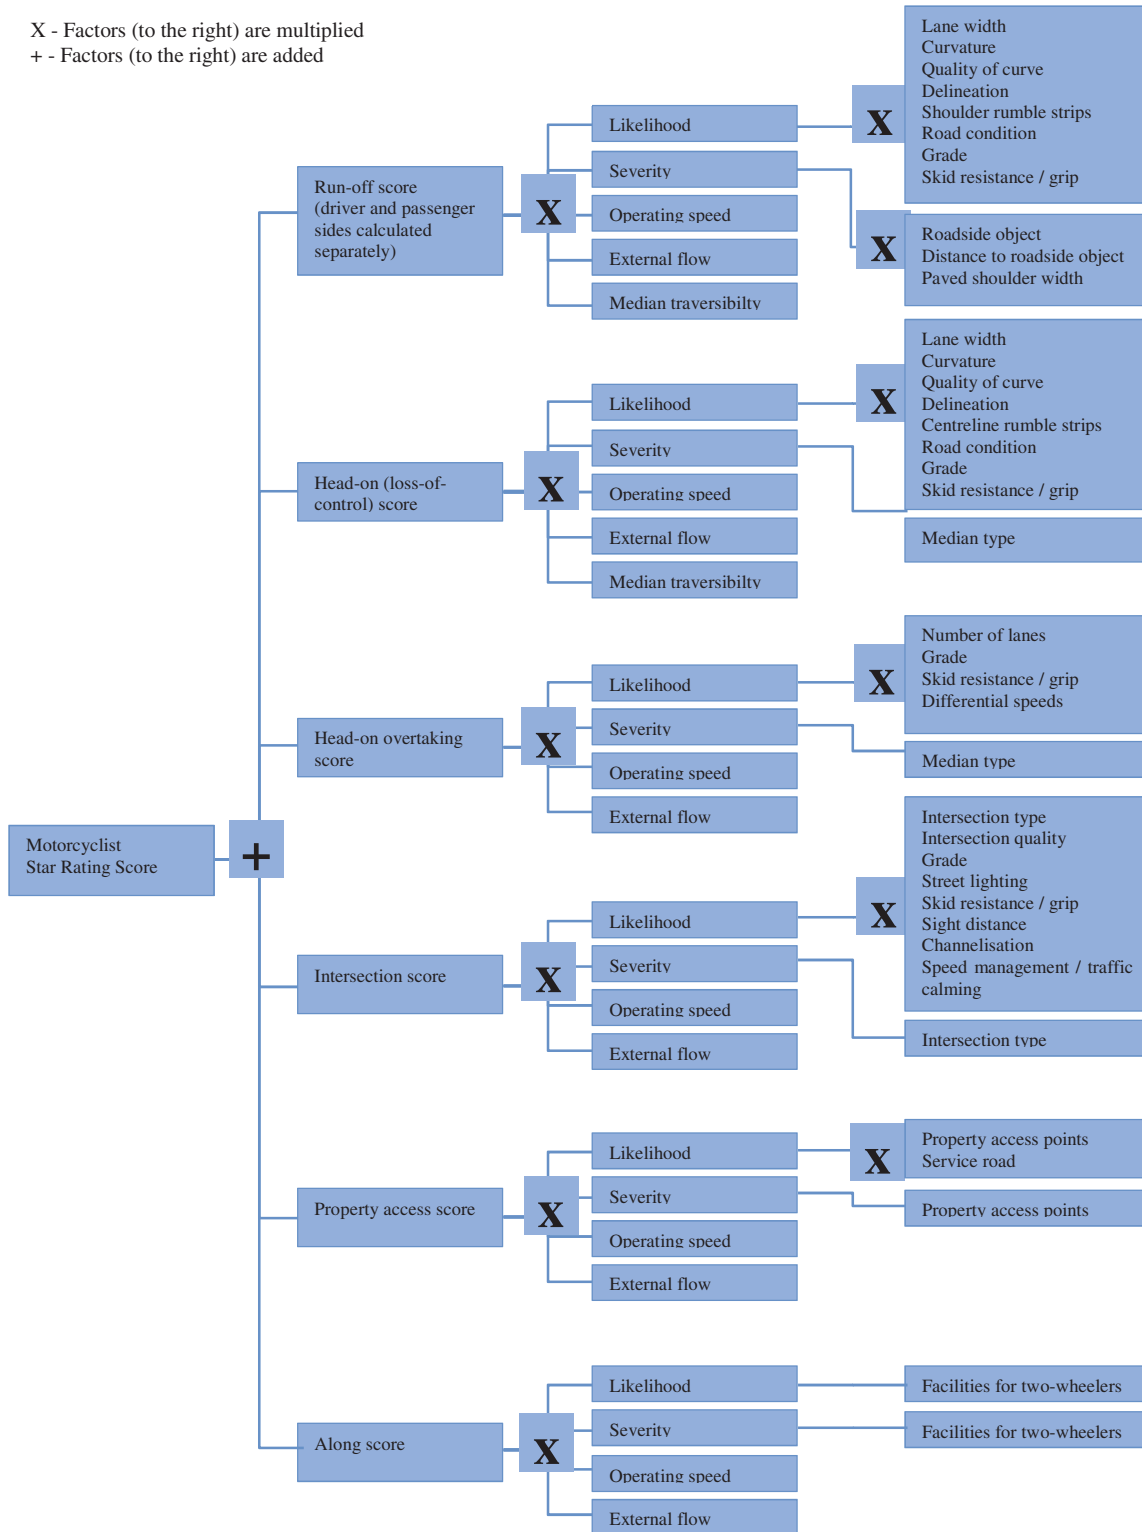 X - Factors (to the right) are multiplied
+ - Factors (to the right) are added
Motorcyclist
Star Rating Score
+
Run-off score
(driver and passenger
sides calculated
separately)
X
Likelihood
Severity
Operating speed
External flow
Median traversibilty
X
Lane width
Curvature
Quality of curve
Delineation
Shoulder rumble strips
Road condition
Grade
Skid resistance / grip
X
Roadside object
Distance to roadside object
Paved shoulder width
Head-on (loss-of-
control) score
X
Likelihood
Severity
Operating speed
External flow
Median traversibilty
X
Lane width
Curvature
Quality of curve
Delineation
Centreline rumble strips
Road condition
Grade
Skid resistance / grip
Median type
Head-on overtaking
score
X
Likelihood
Severity
Operating speed
External flow
X
Number of lanes
Grade
Skid resistance / grip
Differential speeds
Median type
Intersection score
X
Likelihood
Severity
Operating speed
External flow
X
Intersection type
Intersection quality
Grade
Street lighting
Skid resistance / grip
Sight distance
Channelisation
Speed management / traffic
calming
Intersection type
Property access score
X
Likelihood
Severity
Operating speed
External flow
X
Property access points
Service road
Property access points
Along score
X
Likelihood
Severity
Operating speed
External flow
Facilities for two-wheelers
Facilities for two-wheelers